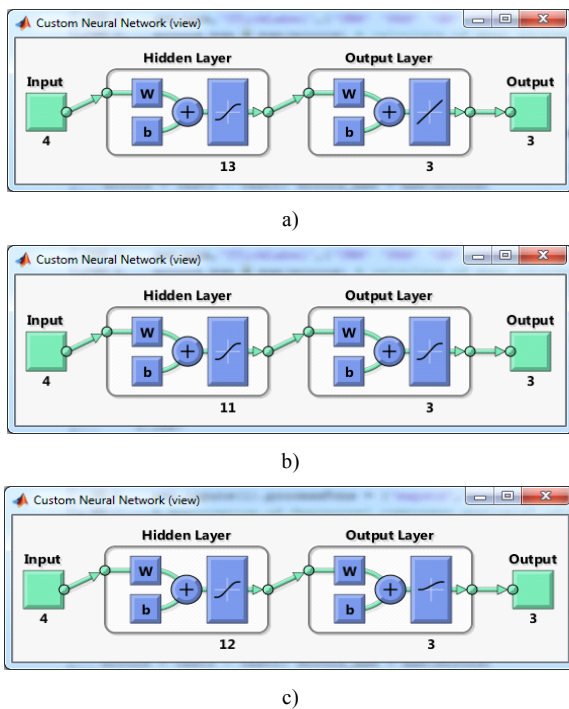 Custom Neural Network (view)
Hidden Layer Output Layer
Input Output
W W
b b
4 13 3 3
a)
Custom Neural Network (view)
Hidden Layer Output Layer
Input Output
W W
b b
4 11 3 3
b)
Custom Neural Network (view)
Hidden Layer Output Layer
Input Output
W W
b b
4 12 3 3
c)